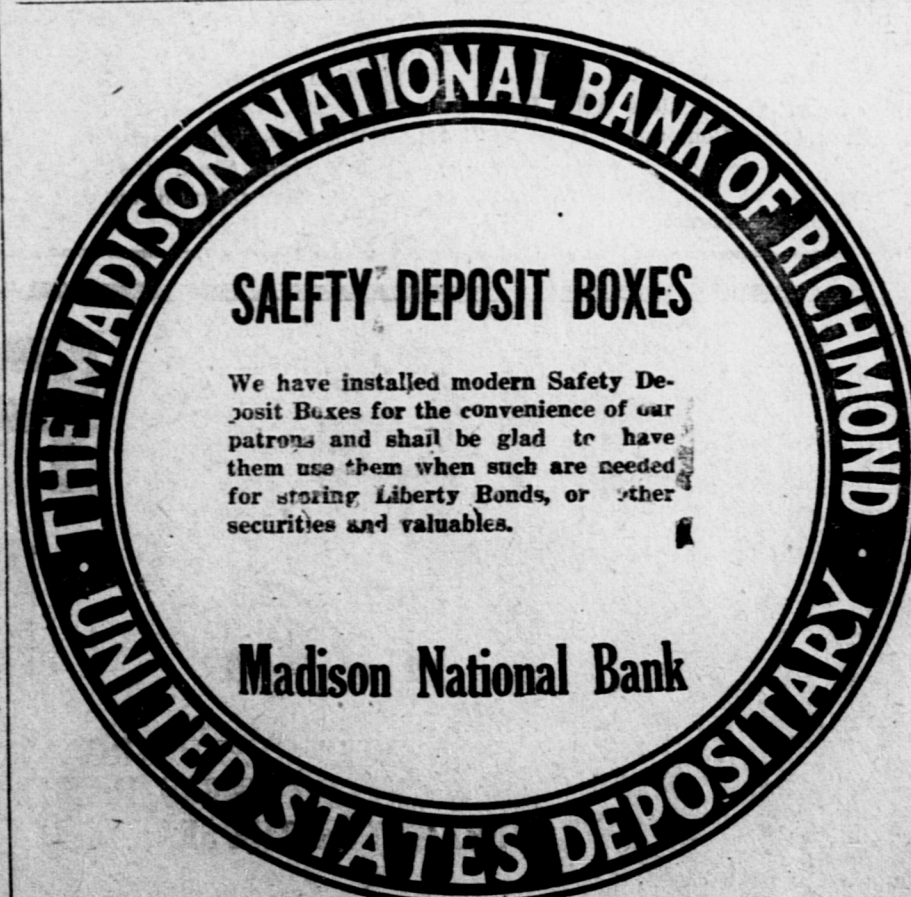 THE MADISON NATIONAL BANK OF RICHMOND
SAEFTY DEPOSIT BOXES
We have installed modern Safety De-
posit Boxes for the convenience of our
patrons and shall be glad to have
them use them when such are needed
for storing Liberty Bonds, or other
securities and valuables.
Madison National Bank
· UNITED STATES DEPOSITARY ·